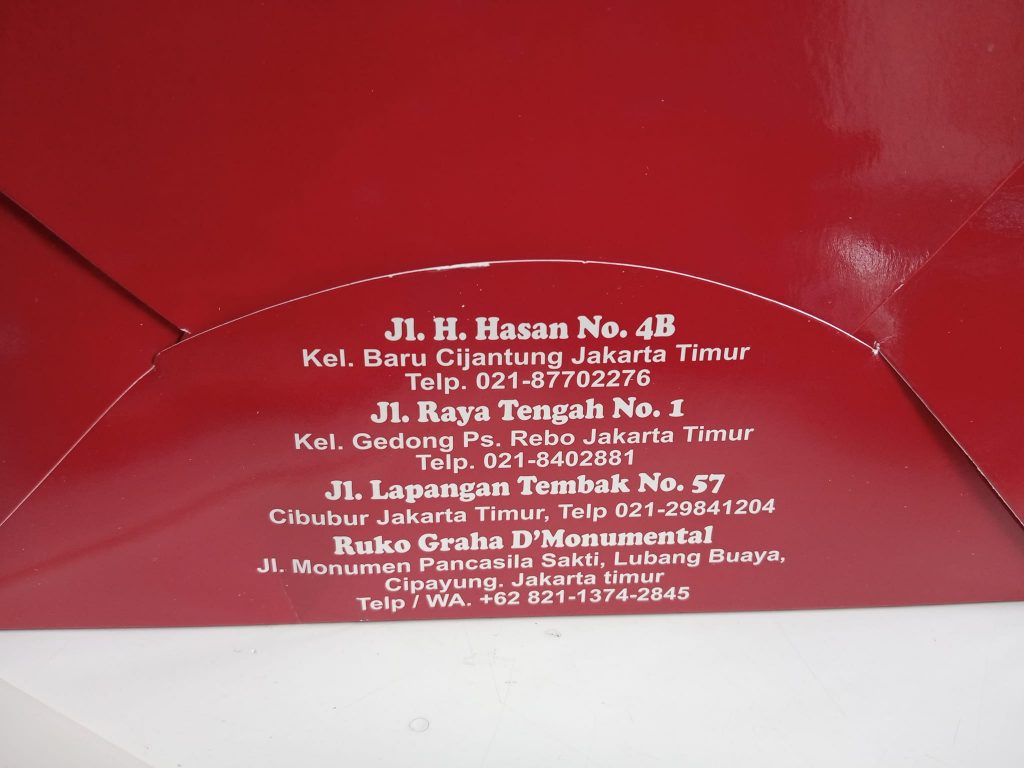 Jl. H. Hasan No. 4B
Kel. Baru Cijantung Jakarta Timur
Telp. 021-87702276
Jl. Raya Tengah No. 1
Kel. Gedong Ps. Rebo Jakarta Timur
Telp. 021-8402881
Jl. Lapangan Tembak No. 57
Cibubur Jakarta Timur, Telp 021-29841204
Ruko Graha D'Monumental
Jl. Monumen Pancasila Sakti, Lubang Buaya,
Cipayung. Jakarta timur
Telp / WA. +62 821-1374-2845